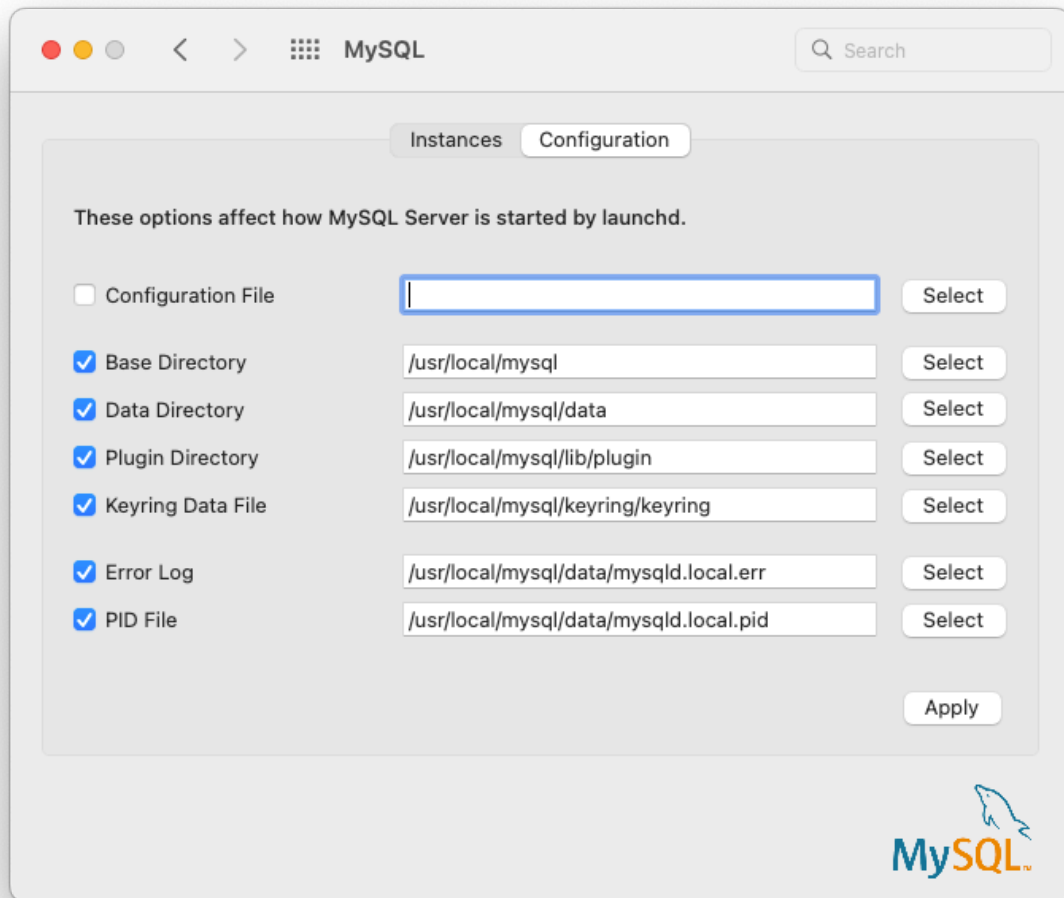 MySQL
Search
Instances Configuration
These options affect how MySQL Server is started by launchd.
Configuration File Select
Base Directory /usr/local/mysql Select
Data Directory /usr/local/mysql/data Select
Plugin Directory /usr/local/mysql/lib/plugin Select
Keyring Data File /usr/local/mysql/keyring/keyring Select
Error Log /usr/local/mysql/data/mysqld.local.err Select
PID File /usr/local/mysql/data/mysqld.local.pid Select
Apply
MySQL™